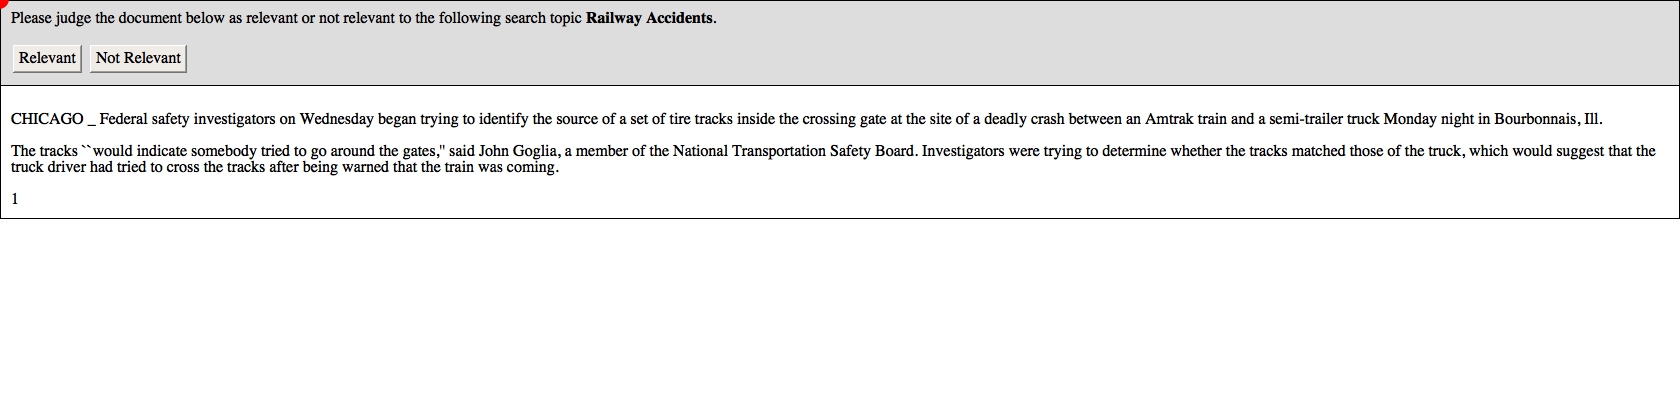 Please judge the document below as relevant or not relevant to the following search topic Railway Accidents.
Relevant Not Relevant
CHICAGO _ Federal safety investigators on Wednesday began trying to identify the source of a set of tire tracks inside the crossing gate at the site of a deadly crash between an Amtrak train and a semi-trailer truck Monday night in Bourbonnais, Ill.
The tracks ``would indicate somebody tried to go around the gates,'' said John Goglia, a member of the National Transportation Safety Board. Investigators were trying to determine whether the tracks matched those of the truck, which would suggest that the
truck driver had tried to cross the tracks after being warned that the train was coming.
1